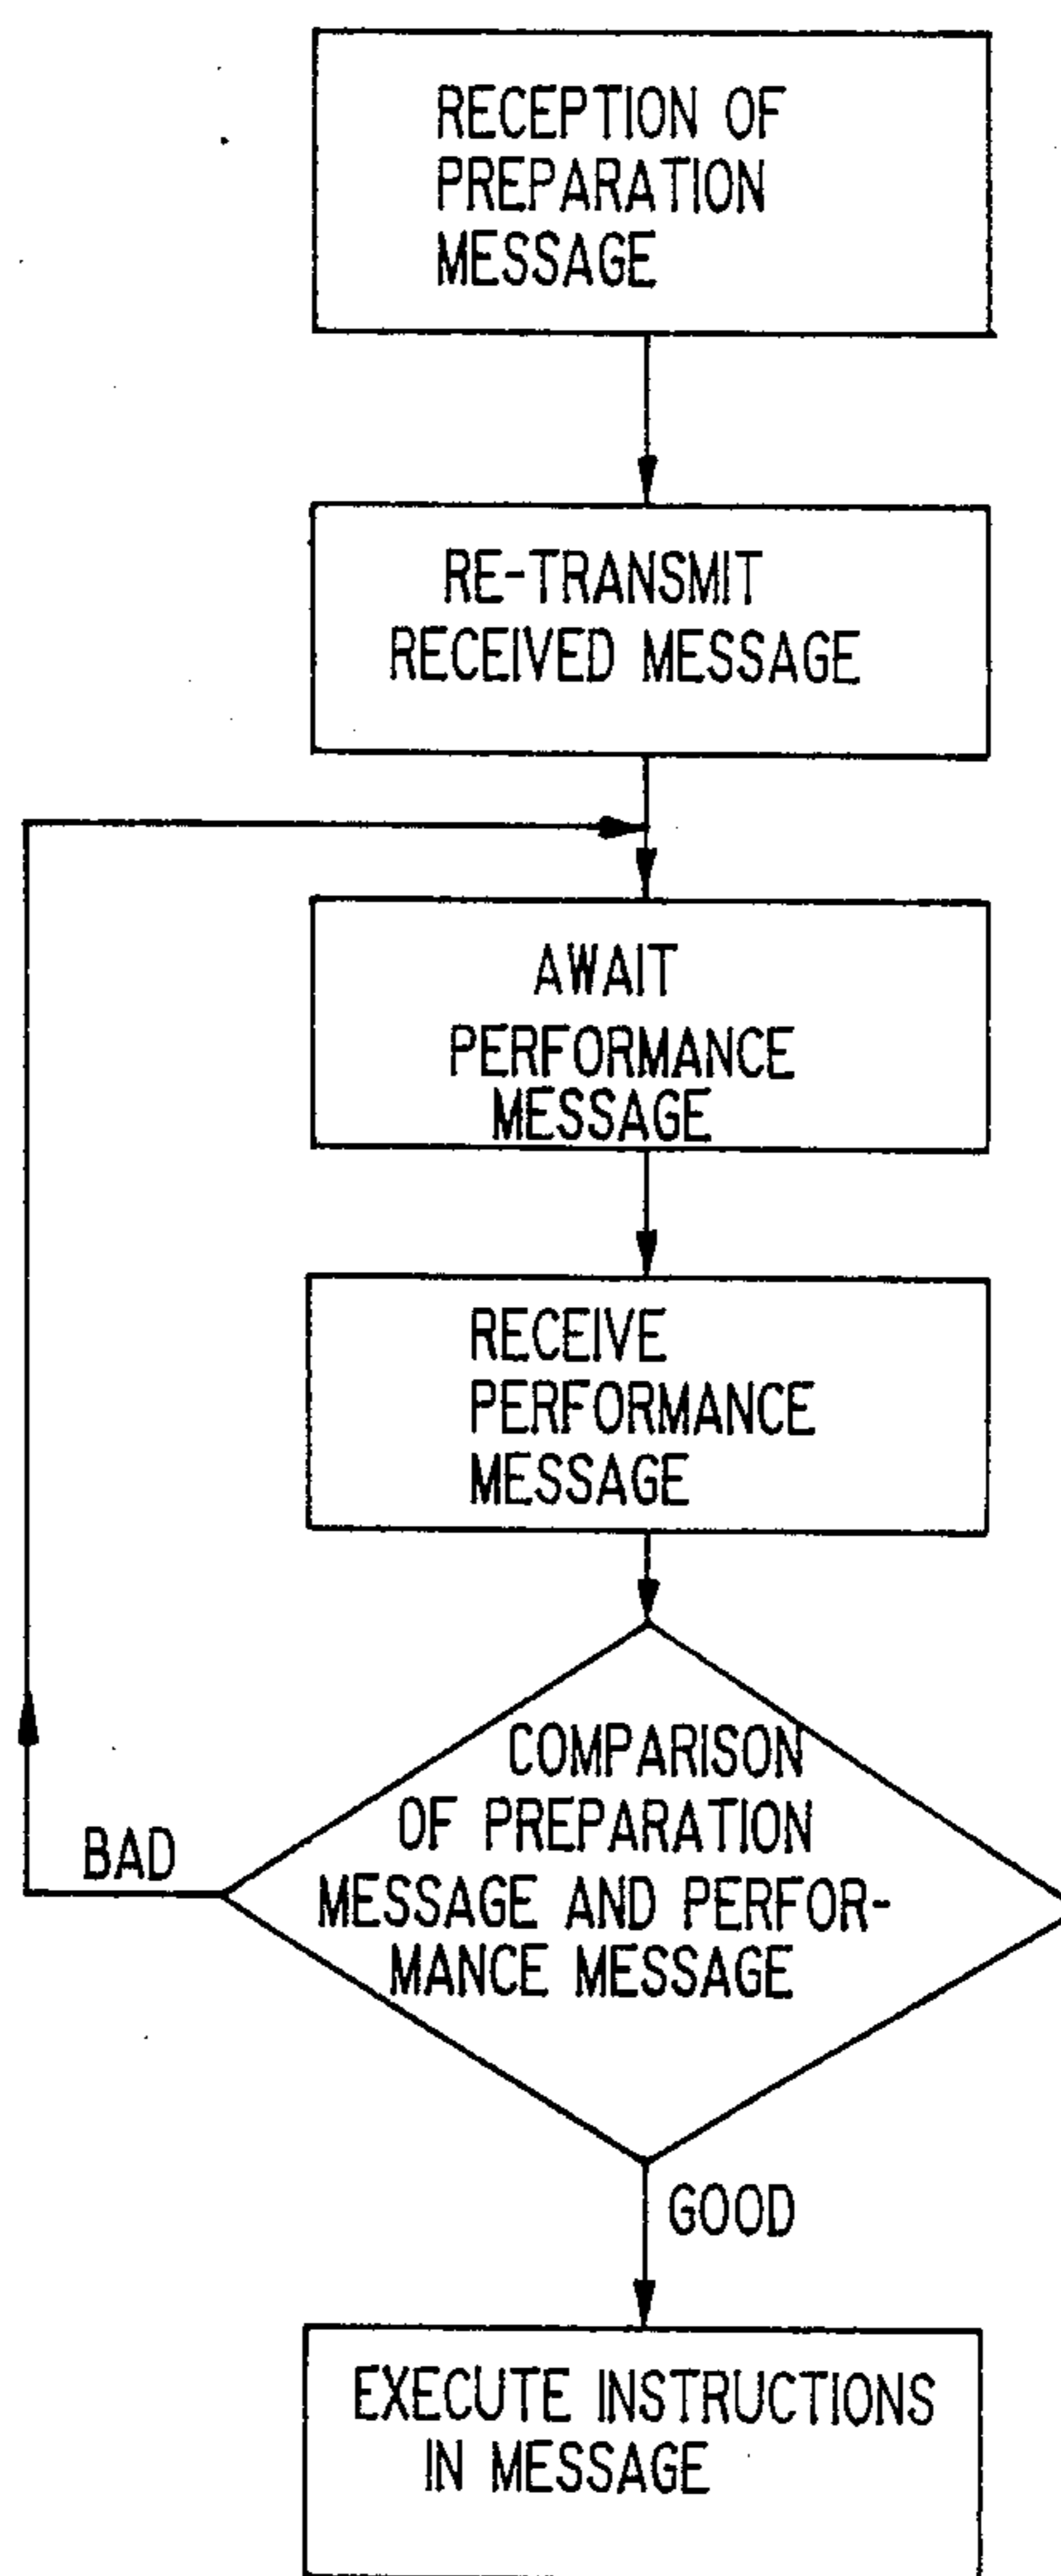 RECEPTION OF
PREPARATION
MESSAGE
RE-TRANSMIT
RECEIVED MESSAGE
AWAIT
PERFORMANCE
MESSAGE
RECEIVE
PERFORMANCE
MESSAGE
COMPARISON
OF PREPARATION
MESSAGE AND PERFOR-
MANCE MESSAGE
BAD
GOOD
EXECUTE INSTRUCTIONS
IN MESSAGE